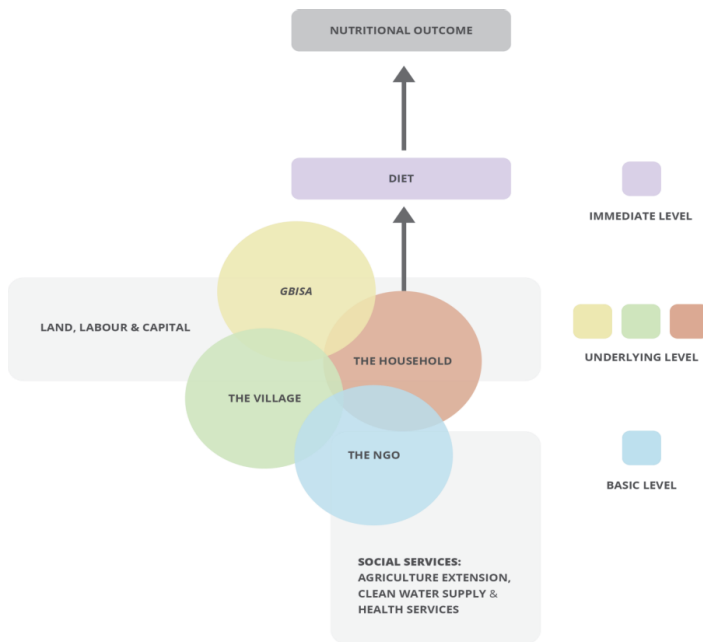 NUTRITIONAL OUTCOME
DIET
IMMEDIATE LEVEL
GBISA
LAND, LABOUR & CAPITAL
THE HOUSEHOLD
UNDERLYING LEVEL
THE VILLAGE
THE NGO
BASIC LEVEL
SOCIAL SERVICES:
AGRICULTURE EXTENSION,
CLEAN WATER SUPPLY &
HEALTH SERVICES